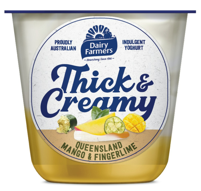 PROUDLY
AUSTRALIAN
Dairy
Farmers
INDULGENT
YOGHURT
Thick &
Creamy
QUEENSLAND
MANGO & FINGERLIME